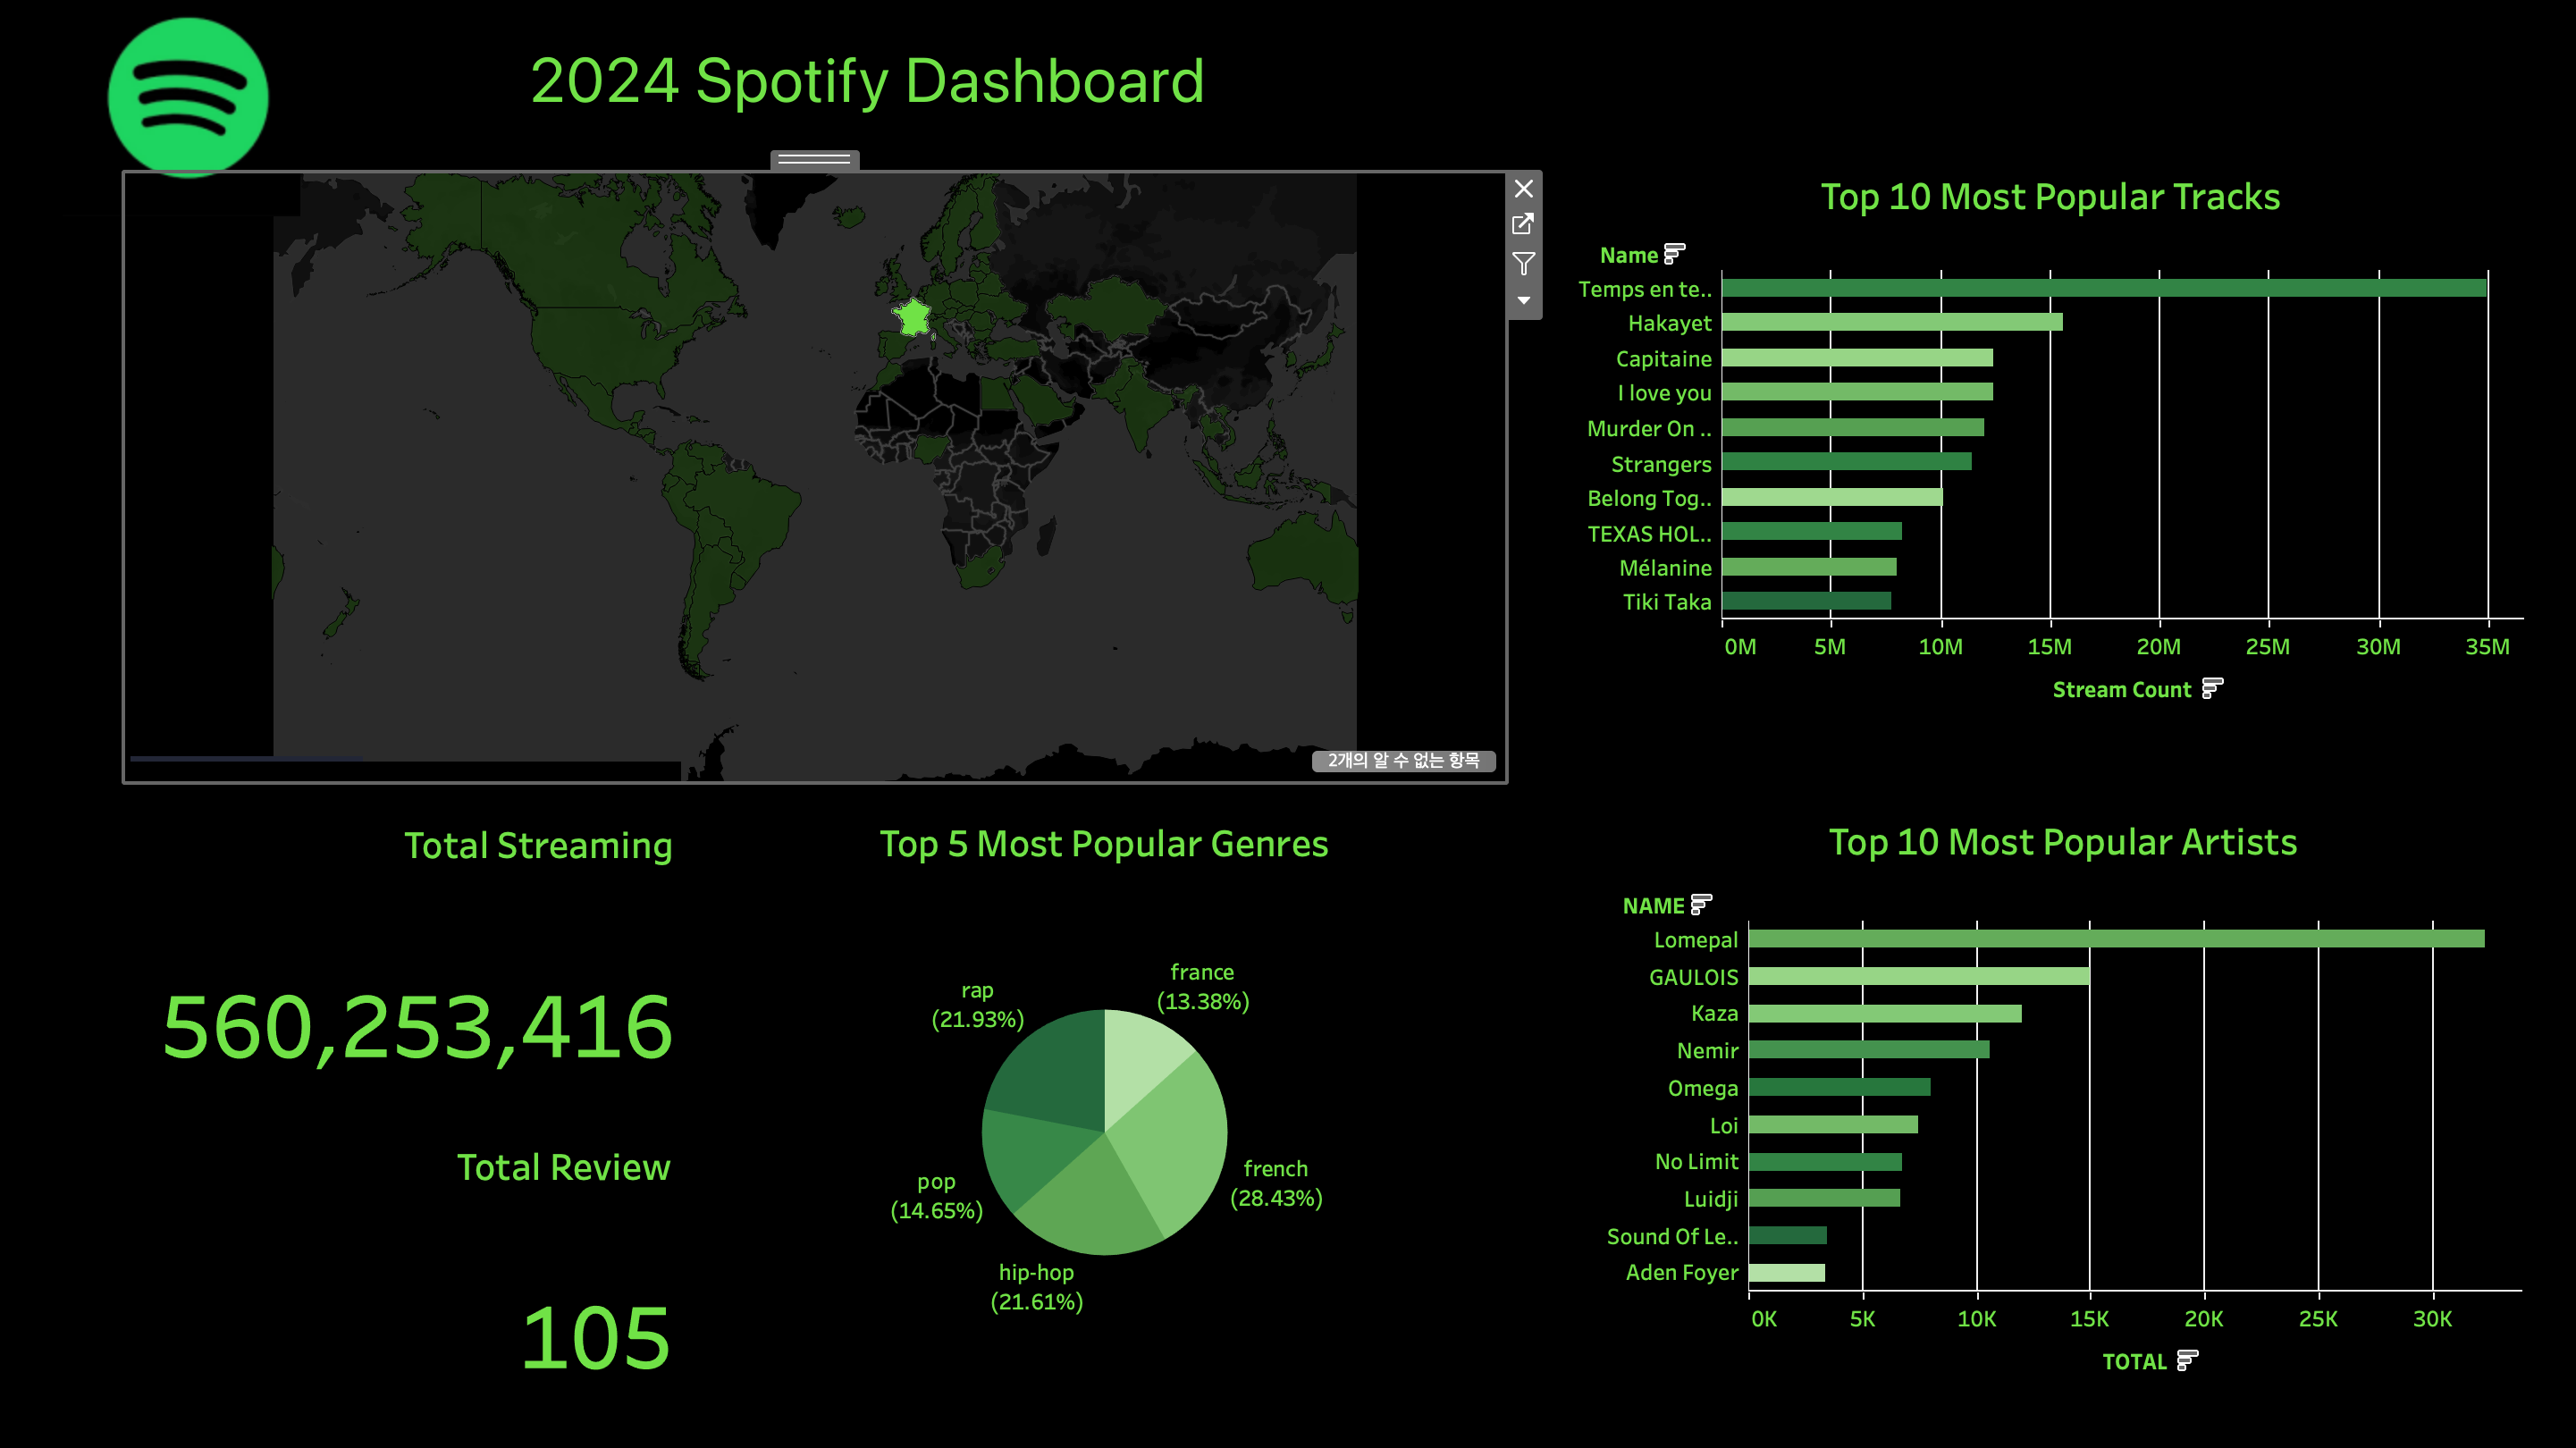 2024 Spotify Dashboard
2개의 알 수 없는 항목
Top 10 Most Popular Tracks
Name
Temps en te..
Hakayet
Capitaine
I love you
Murder On ..
Strangers
Belong Tog..
TEXAS HOL..
Mélanine
Tiki Taka
0M 5M 10M 15M 20M 25M 30M 35M
Stream Count
Total Streaming
560,253,416
Total Review
105
Top 5 Most Popular Genres
france
(13.38%)
rap
(21.93%)
french
(28.43%)
pop
(14.65%)
hip-hop
(21.61%)
Top 10 Most Popular Artists
NAME
Lomepal
GAULOIS
Kaza
Nemir
Omega
Loi
No Limit
Luidji
Sound Of Le..
Aden Foyer
0K 5K 10K 15K 20K 25K 30K
TOTAL